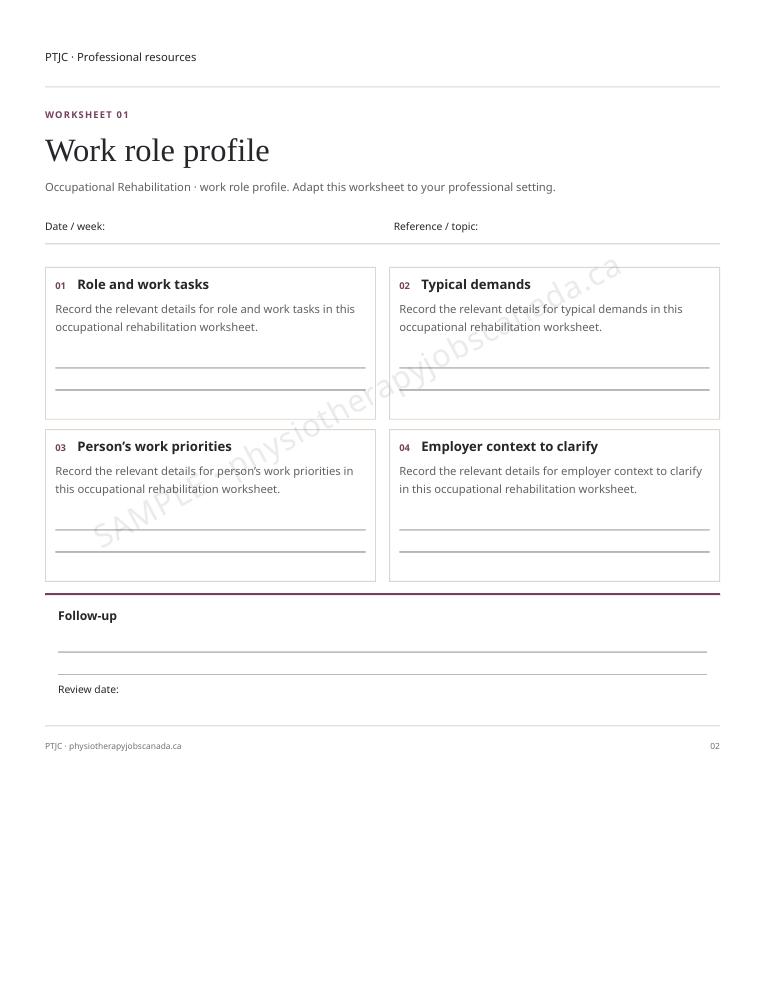 PTJC · Professional resources
WORKSHEET 01
Work role profile
Occupational Rehabilitation · work role profile. Adapt this worksheet to your professional setting.
Date / week:
Reference / topic:
01 Role and work tasks
Record the relevant details for role and work tasks in this
occupational rehabilitation worksheet.
02 Typical demands
Record the relevant details for typical demands in this
occupational rehabilitation worksheet.
03 Person’s work priorities
Record the relevant details for person’s work priorities in
this occupational rehabilitation worksheet.
04 Employer context to clarify
Record the relevant details for employer context to clarify
in this occupational rehabilitation worksheet.
SAMPLE · physiotherapyjobscanada.ca
Follow-up
Review date:
PTJC · physiotherapyjobscanada.ca
02